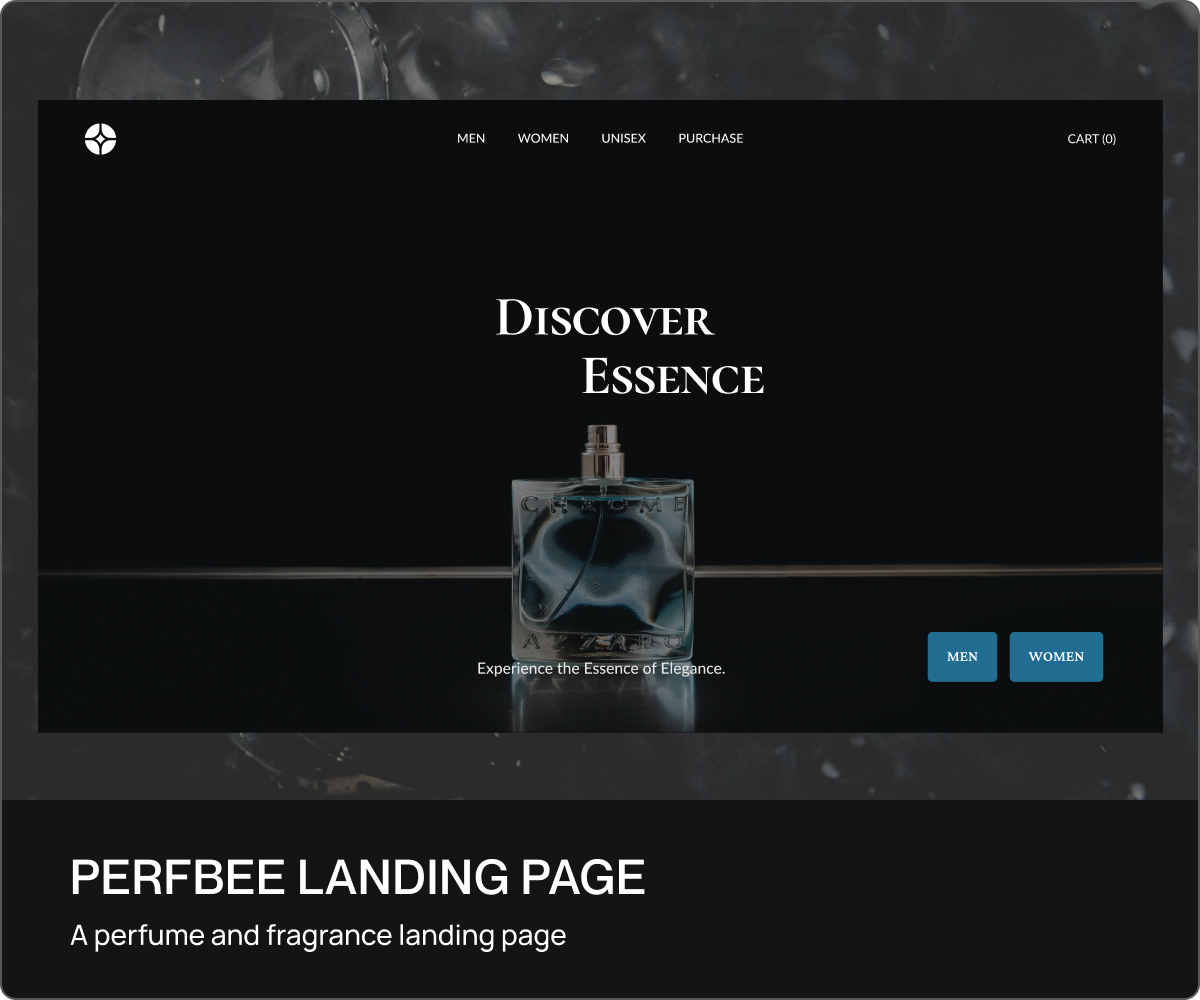 MEN WOMEN UNISEX PURCHASE CART (0)
Discover
Essence
CHROME
AZZARO
Experience the Essence of Elegance.
MEN WOMEN
PERFBEE LANDING PAGE
A perfume and fragrance landing page